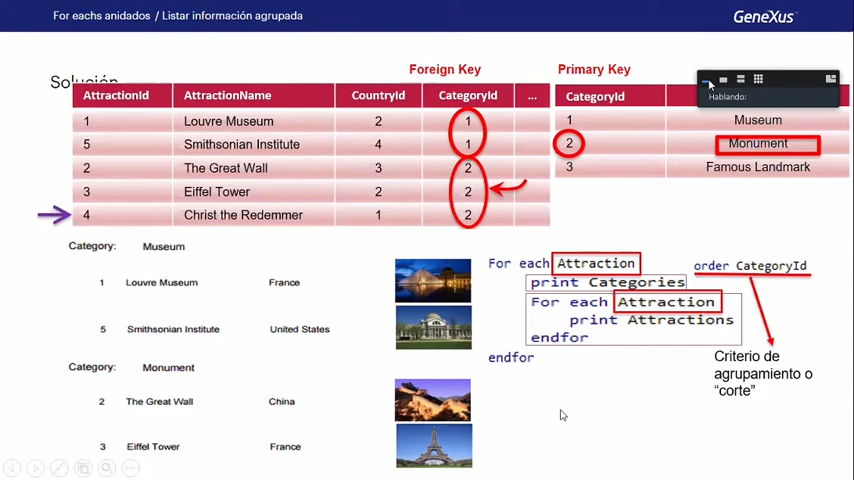 For eachs anidados / Listar información agrupada
GeneXus
Solución
Foreign Key
Primary Key
Hablando:
AttractionId AttractionName CountryId CategoryId ...
1 Louvre Museum 2 1
5 Smithsonian Institute 4 1
2 The Great Wall 3 2
3 Eiffel Tower 2 2
4 Christ the Redemmer 1 2
CategoryId
1 Museum
2 Monument
3 Famous Landmark
Category: Museum
1 Louvre Museum France
5 Smithsonian Institute United States
Category: Monument
2 The Great Wall China
3 Eiffel Tower France
For each Attraction order CategoryId
print Categories
For each Attraction
print Attractions
endfor
endfor
Criterio de
agrupamiento o
“corte”